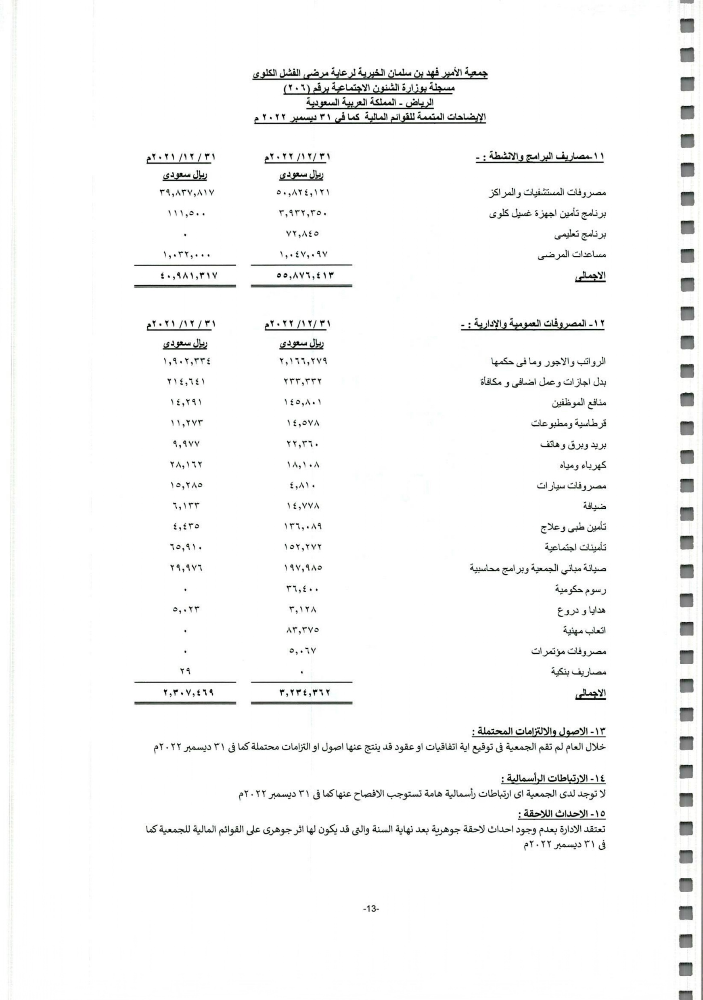 جمعية الأمير فهد بن سلمان الخيرية لرعاية مرضى الفشل الكلوى
مسجلة بوزارة الشئون الاجتماعية برقم (٢٠٦)
الرياض - المملكة العربية السعودية
الإيضاحات المتممة للقوائم المالية كما فى ٣١ ديسمبر ٢٠٢٢ م
١١-مصاريف البرامج والانشطة : - ٣١ /١٢/ ٢٠٢٢م ٣١ / ١٢/ ٢٠٢١م
ريال سعودى ريال سعودى
مصروفات المستشفيات والمراكز ٥٠,٨٢٤,١٢١ ٣٩,٨٣٧,٨١٧
برنامج تأمين اجهزة غسيل كلوى ٣,٩٣٢,٣٥٠ ١١١,٥٠٠
برنامج تعليمى ٧٢,٨٤٥ ٠
مساعدات المرضى ١,٠٤٧,٠٩٧ ١,٠٣٢,٠٠٠
الاجمالى ٥٥,٨٧٦,٤١٣ ٤٠,٩٨١,٣١٧
١٢- المصروفات العمومية والإدارية : - ٣١ /١٢/ ٢٠٢٢م ٣١ / ١٢/ ٢٠٢١م
ريال سعودى ريال سعودى
الرواتب والاجور وما فى حكمها ٢,١٦٦,٢٧٩ ١,٩٠٢,٣٣٤
بدل اجازات وعمل اضافى و مكافأة ٢٣٣,٣٣٢ ٢١٤,٦٤١
منافع الموظفين ١٤٥,٨٠١ ١٤,٢٩١
قرطاسية ومطبوعات ١٤,٥٧٨ ١١,٢٧٣
بريد وبرق وهاتف ٢٢,٣٦٠ ٩,٩٧٧
كهرباء ومياه ١٨,١٠٨ ٢٨,١٦٢
مصروفات سيارات ٤,٨١٠ ١٥,٢٨٥
ضيافة ١٤,٧٧٨ ٦,١٣٣
تأمين طبى وعلاج ١٣٦,٠٨٩ ٤,٤٣٥
تأمينات اجتماعية ١٥٢,٢٧٢ ٦٥,٩١٠
صيانة مباني الجمعية وبرامج محاسبية ١٩٧,٩٨٥ ٢٩,٩٧٦
رسوم حكومية ٣٦,٤٠٠ ٠
هدايا و دروع ٣,١٢٨ ٥,٠٢٣
اتعاب مهنية ٨٣,٣٧٥ ٠
مصروفات مؤتمرات ٥,٠٦٧ ٠
مصاريف بنكية ٠ ٢٩
الاجمالى ٣,٢٣٤,٣٦٢ ٢,٣٠٧,٤٦٩
١٣- الاصول والالتزامات المحتملة :
خلال العام لم تقم الجمعية فى توقيع اية اتفاقيات او عقود قد ينتج عنها اصول او التزامات محتملة كما فى ٣١ ديسمبر ٢٠٢٢م
١٤- الارتباطات الرأسمالية :
لا توجد لدى الجمعية اى ارتباطات رأسمالية هامة تستوجب الافصاح عنها كما فى ٣١ ديسمبر ٢٠٢٢م
١٥- الاحداث اللاحقة :
تعتقد الادارة بعدم وجود احداث لاحقة جوهرية بعد نهاية السنة والتى قد يكون لها اثر جوهرى على القوائم المالية للجمعية كما
فى ٣١ ديسمبر ٢٠٢٢م
-13-